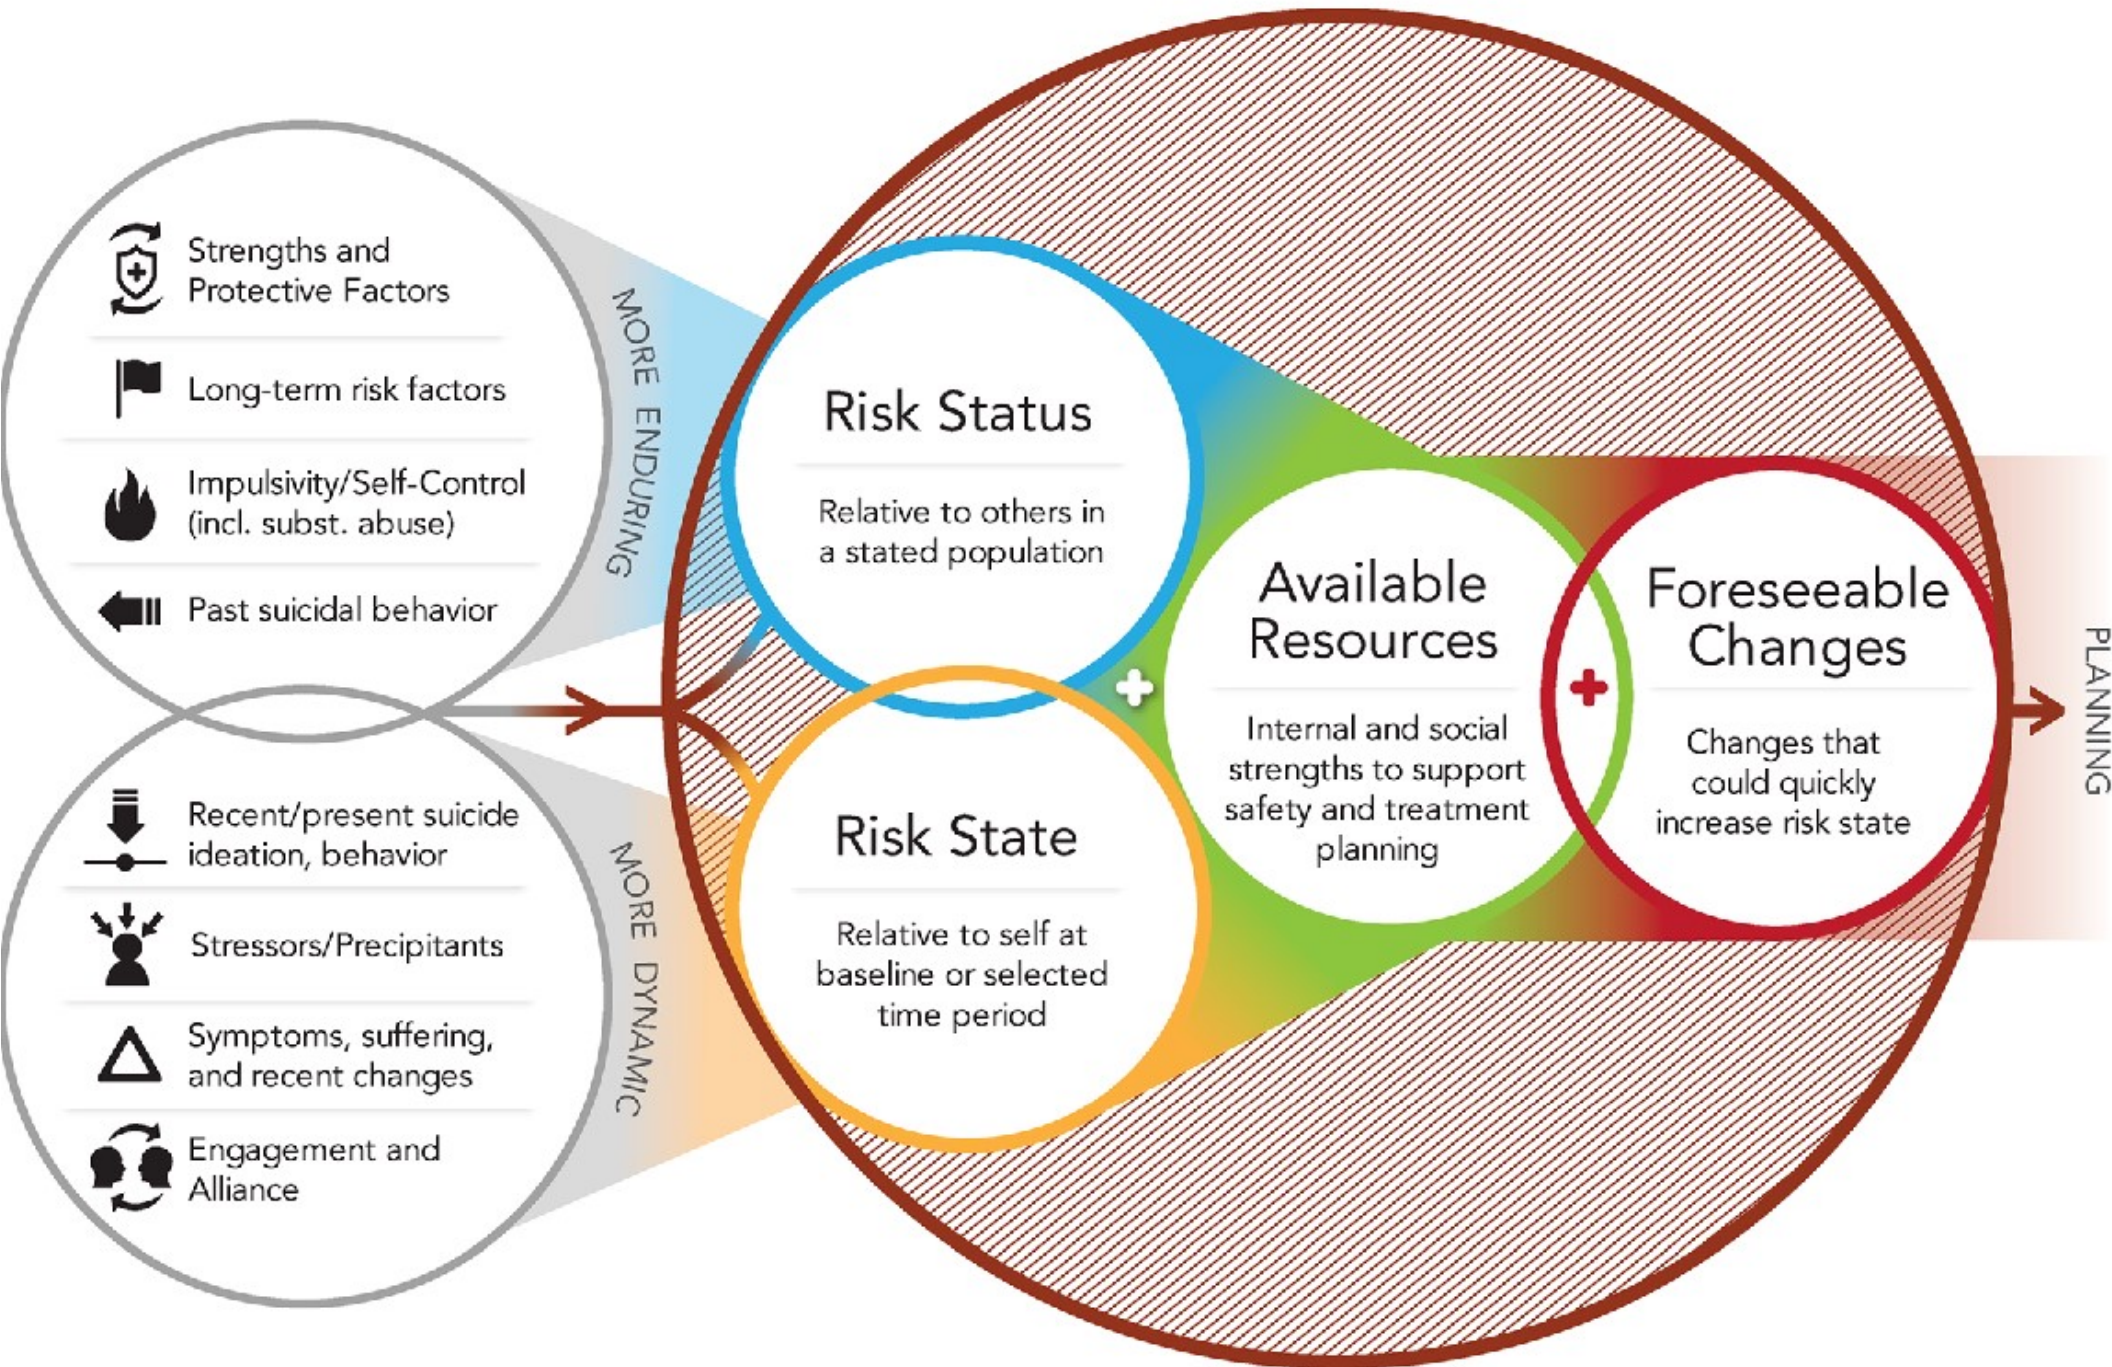 Strengths and
Protective Factors
Long-term risk factors
Impulsivity/Self-Control
(incl. subst. abuse)
Past suicidal behavior
MORE ENDURING
Recent/present suicide
ideation, behavior
Stressors/Precipitants
Symptoms, suffering,
and recent changes
Engagement and
Alliance
MORE DYNAMIC
Risk Status
Relative to others in
a stated population
Risk State
Relative to self at
baseline or selected
time period
Available
Resources
Internal and social
strengths to support
safety and treatment
planning
Foreseeable
Changes
Changes that
could quickly
increase risk state
PLANNING